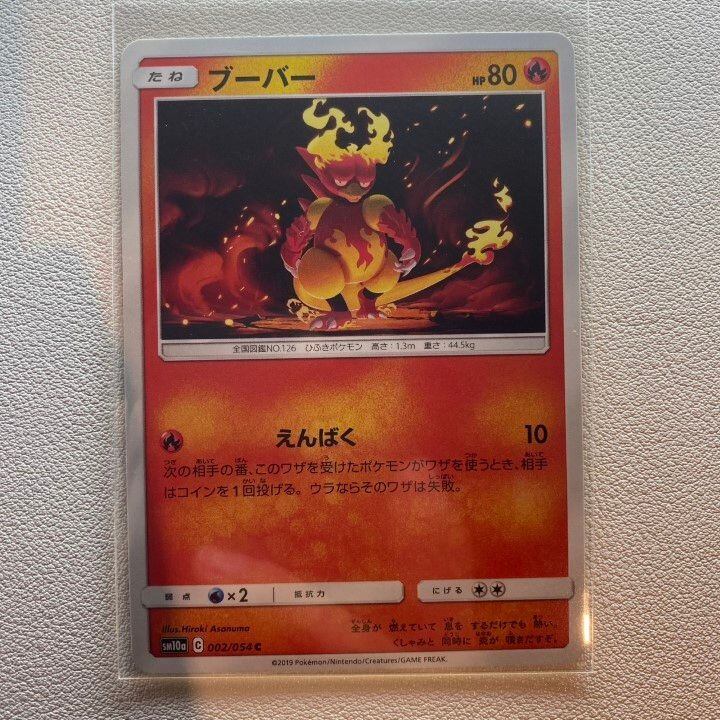 たね ブーバー HP80
全国図鑑NO.126 ひふきポケモン 高さ:1.3m 重さ:44.5kg
えんばく 10
次の相手の番、このワザを受けたポケモンがワザを使うとき、相手
はコインを1回投げる。ウラならそのワザは失敗。
弱点 ×2 抵抗力 にげる
Illus.Hiroki Asanuma
全身が 燃えていて 息を するだけでも 熱い。
くしゃみと 同時に 炎が 噴きだすぞ。
sm10a C 002/054 C
©2019 Pokémon/Nintendo/Creatures/GAME FREAK.